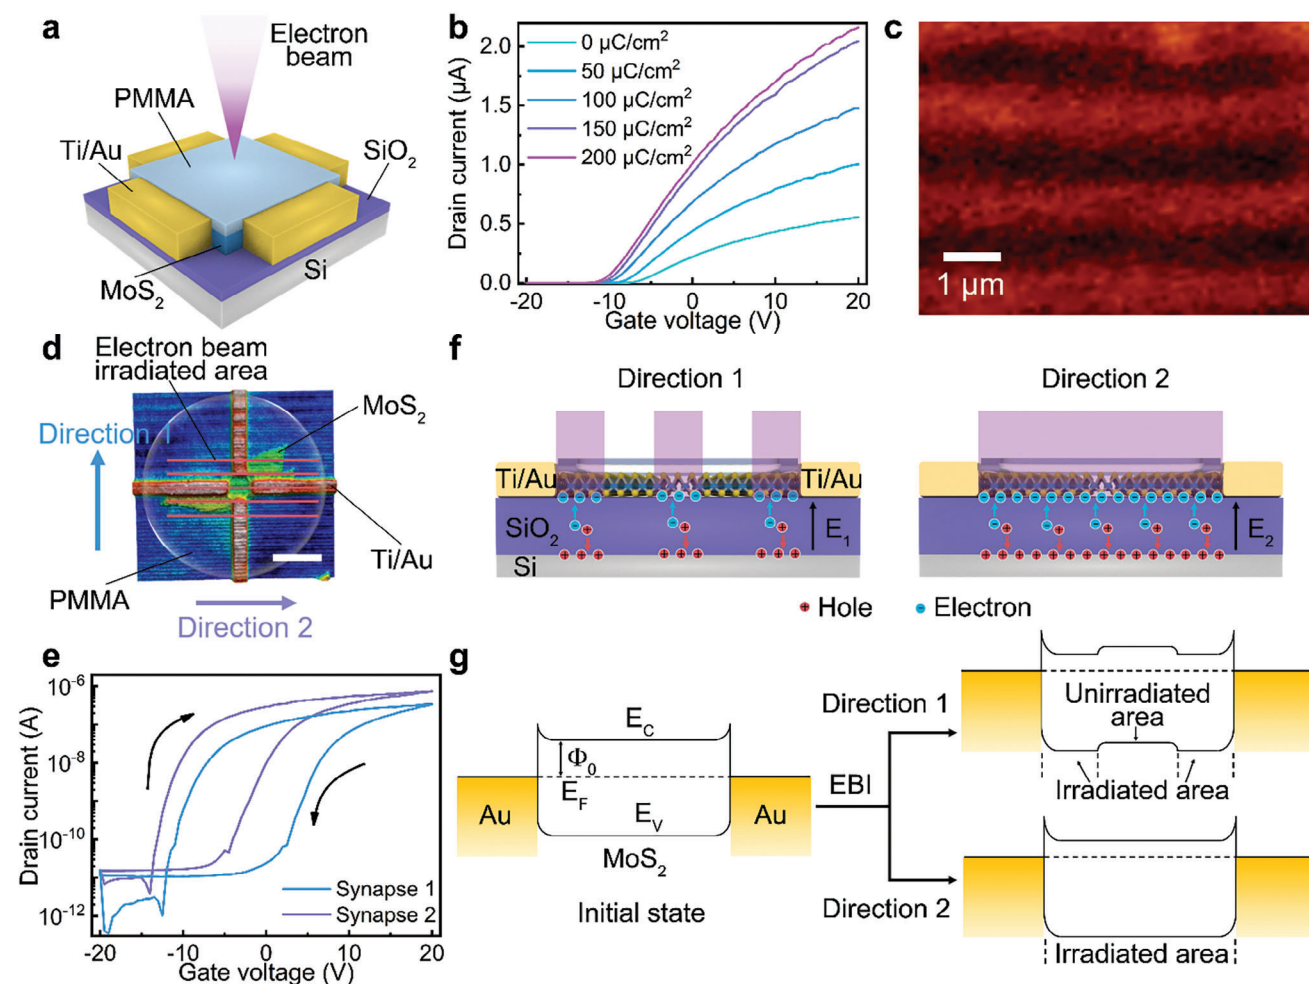 a
Electron
beam
PMMA
Ti/Au
SiO2
MoS2
Si
b
0 µC/cm²
50 µC/cm²
100 µC/cm²
150 µC/cm²
200 µC/cm²
Drain current (µA)
2.0
1.5
1.0
0.5
0.0
-20
-10
0
10
20
Gate voltage (V)
c
1 µm
d
Electron beam
irradiated area
MoS2
Direction 1
Ti/Au
PMMA
Direction 2
f
Direction 1
Direction 2
Ti/Au
Ti/Au
SiO2
E1
E2
Si
Hole
Electron
e
Drain current (A)
10⁻⁶
10⁻⁸
10⁻¹⁰
10⁻¹²
Synapse 1
Synapse 2
-20
-10
0
10
20
Gate voltage (V)
g
EC
Φ0
EF
EV
Au
Au
MoS2
Initial state
EBI
Direction 1
Unirradiated
area
Irradiated area
Direction 2
Irradiated area